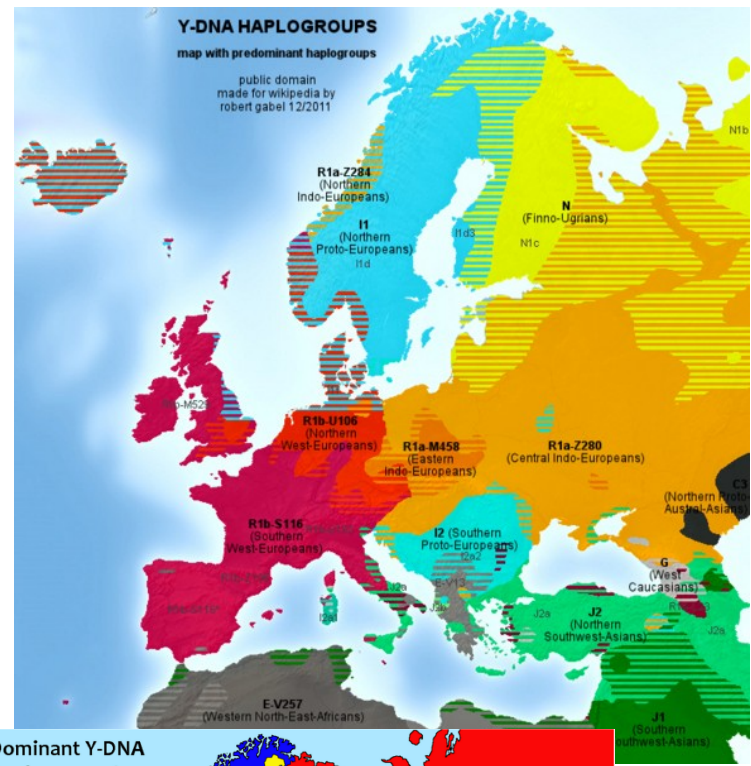 Y-DNA HAPLOGROUPS
map with predominant haplogroups
public domain
made for wikipedia by
robert gabel 12/2011
N1b
R1a-Z284
(Northern
Indo-Europeans)
I1
(Northern
Proto-Europeans)
I1d
I1d3
N
(Finno-Ugrians)
N1c
R1b-U106
(Northern
West-Europeans)
R1a-M458
(Eastern
Indo-Europeans)
R1a-Z280
(Central Indo-Europeans)
C3
(Northern Proto-
Austral-Asians)
R1b-S116
(Southern
West-Europeans)
I2 (Southern
Proto-Europeans)
I2a2
E-V13
G
(West
Caucasians)
J2a
J2a
J2
(Northern
Southwest-Asians)
J2a
E-V257
(Western North-East-Africans)
J1
(Southern
Southwest-Asians)
Dominant Y-DNA